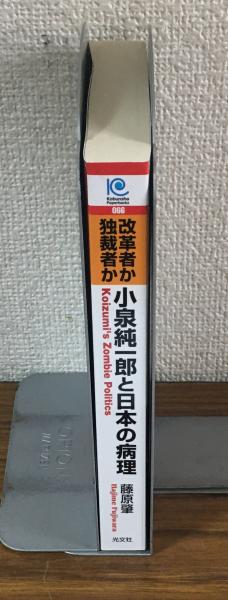 Kobunsha
Paperbacks
066
改革者か
独裁者か
小泉純一郎と日本の病理
Koizumi's Zombie Politics
藤原肇
Hajime Fujiwara
光文社